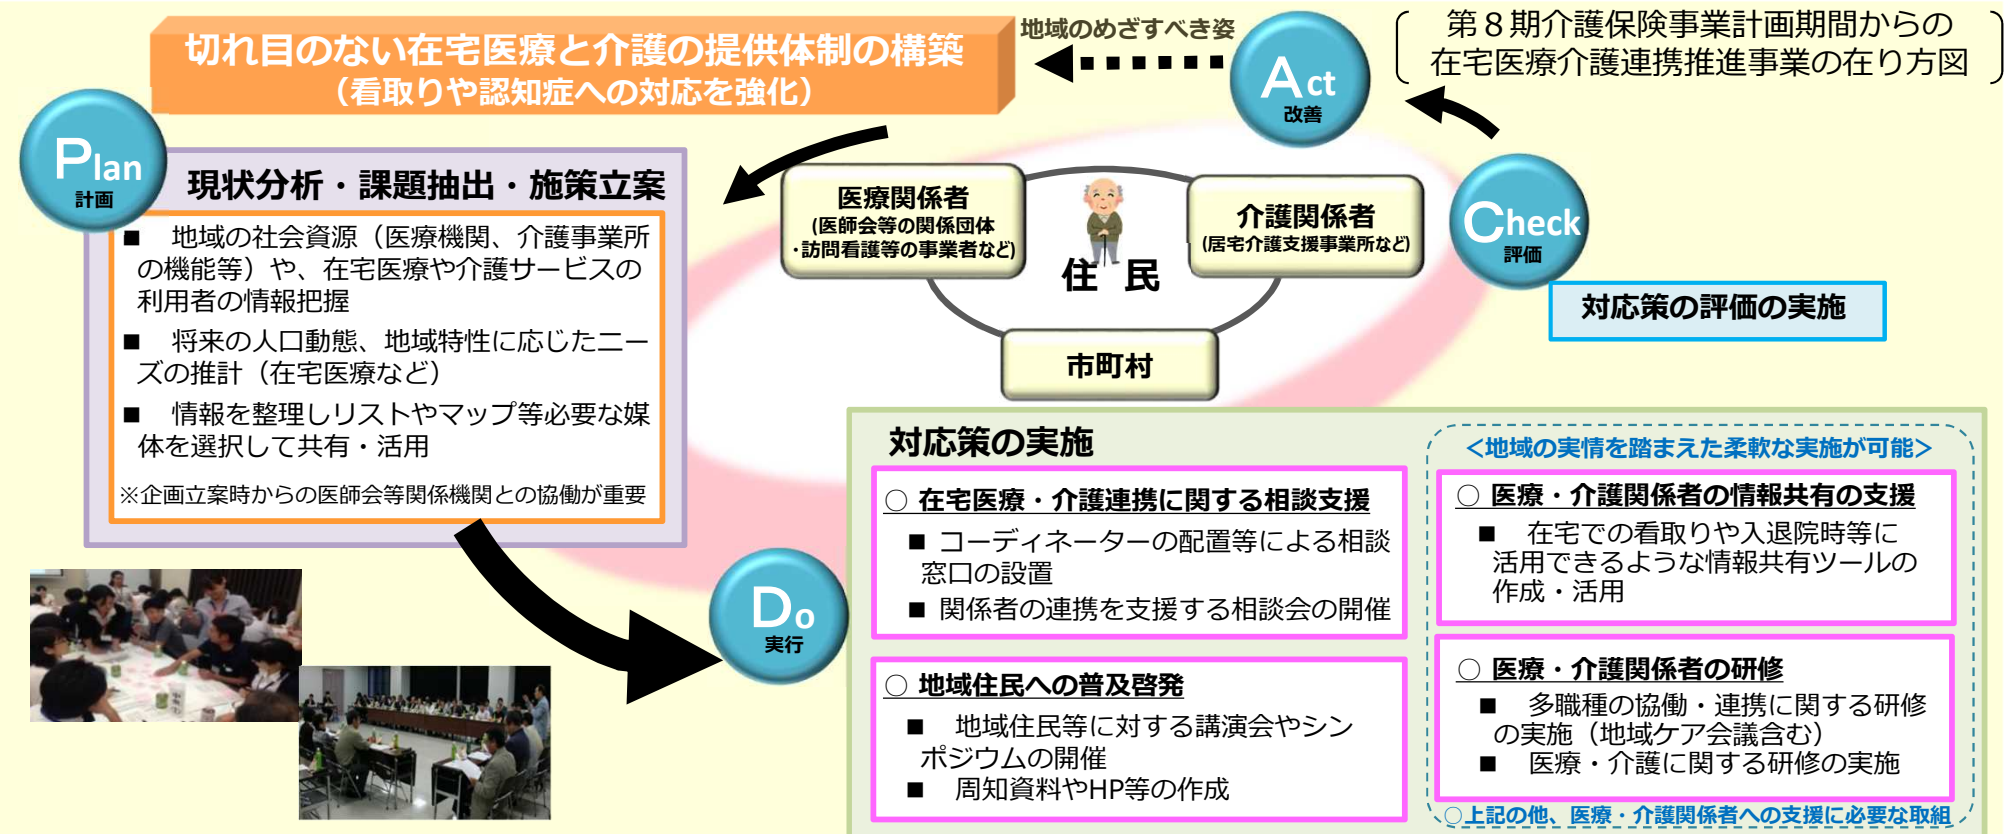 第８期介護保険事業計画期間からの
在宅医療介護連携推進事業の在り方図
切れ目のない在宅医療と介護の提供体制の構築
（看取りや認知症への対応を強化）
地域のめざすべき姿
Act
改善
Plan
計画
現状分析・課題抽出・施策立案
■ 地域の社会資源（医療機関、介護事業所
の機能等）や、在宅医療や介護サービスの
利用者の情報把握
■ 将来の人口動態、地域特性に応じたニー
ズの推計（在宅医療など）
■ 情報を整理しリストやマップ等必要な媒
体を選択して共有・活用
※企画立案時からの医師会等関係機関との協働が重要
医療関係者
(医師会等の関係団体
・訪問看護等の事業者など)
住 民
介護関係者
(居宅介護支援事業所など)
市町村
Check
評価
対応策の評価の実施
Do
実行
対応策の実施
○ 在宅医療・介護連携に関する相談支援
■ コーディネーターの配置等による相談
窓口の設置
■ 関係者の連携を支援する相談会の開催
○ 地域住民への普及啓発
■ 地域住民等に対する講演会やシン
ポジウムの開催
■ 周知資料やHP等の作成
＜地域の実情を踏まえた柔軟な実施が可能＞
○ 医療・介護関係者の情報共有の支援
■ 在宅での看取りや入退院時等に
活用できるような情報共有ツールの
作成・活用
○ 医療・介護関係者の研修
■ 多職種の協働・連携に関する研修
の実施（地域ケア会議含む）
■ 医療・介護に関する研修の実施
○上記の他、医療・介護関係者への支援に必要な取組